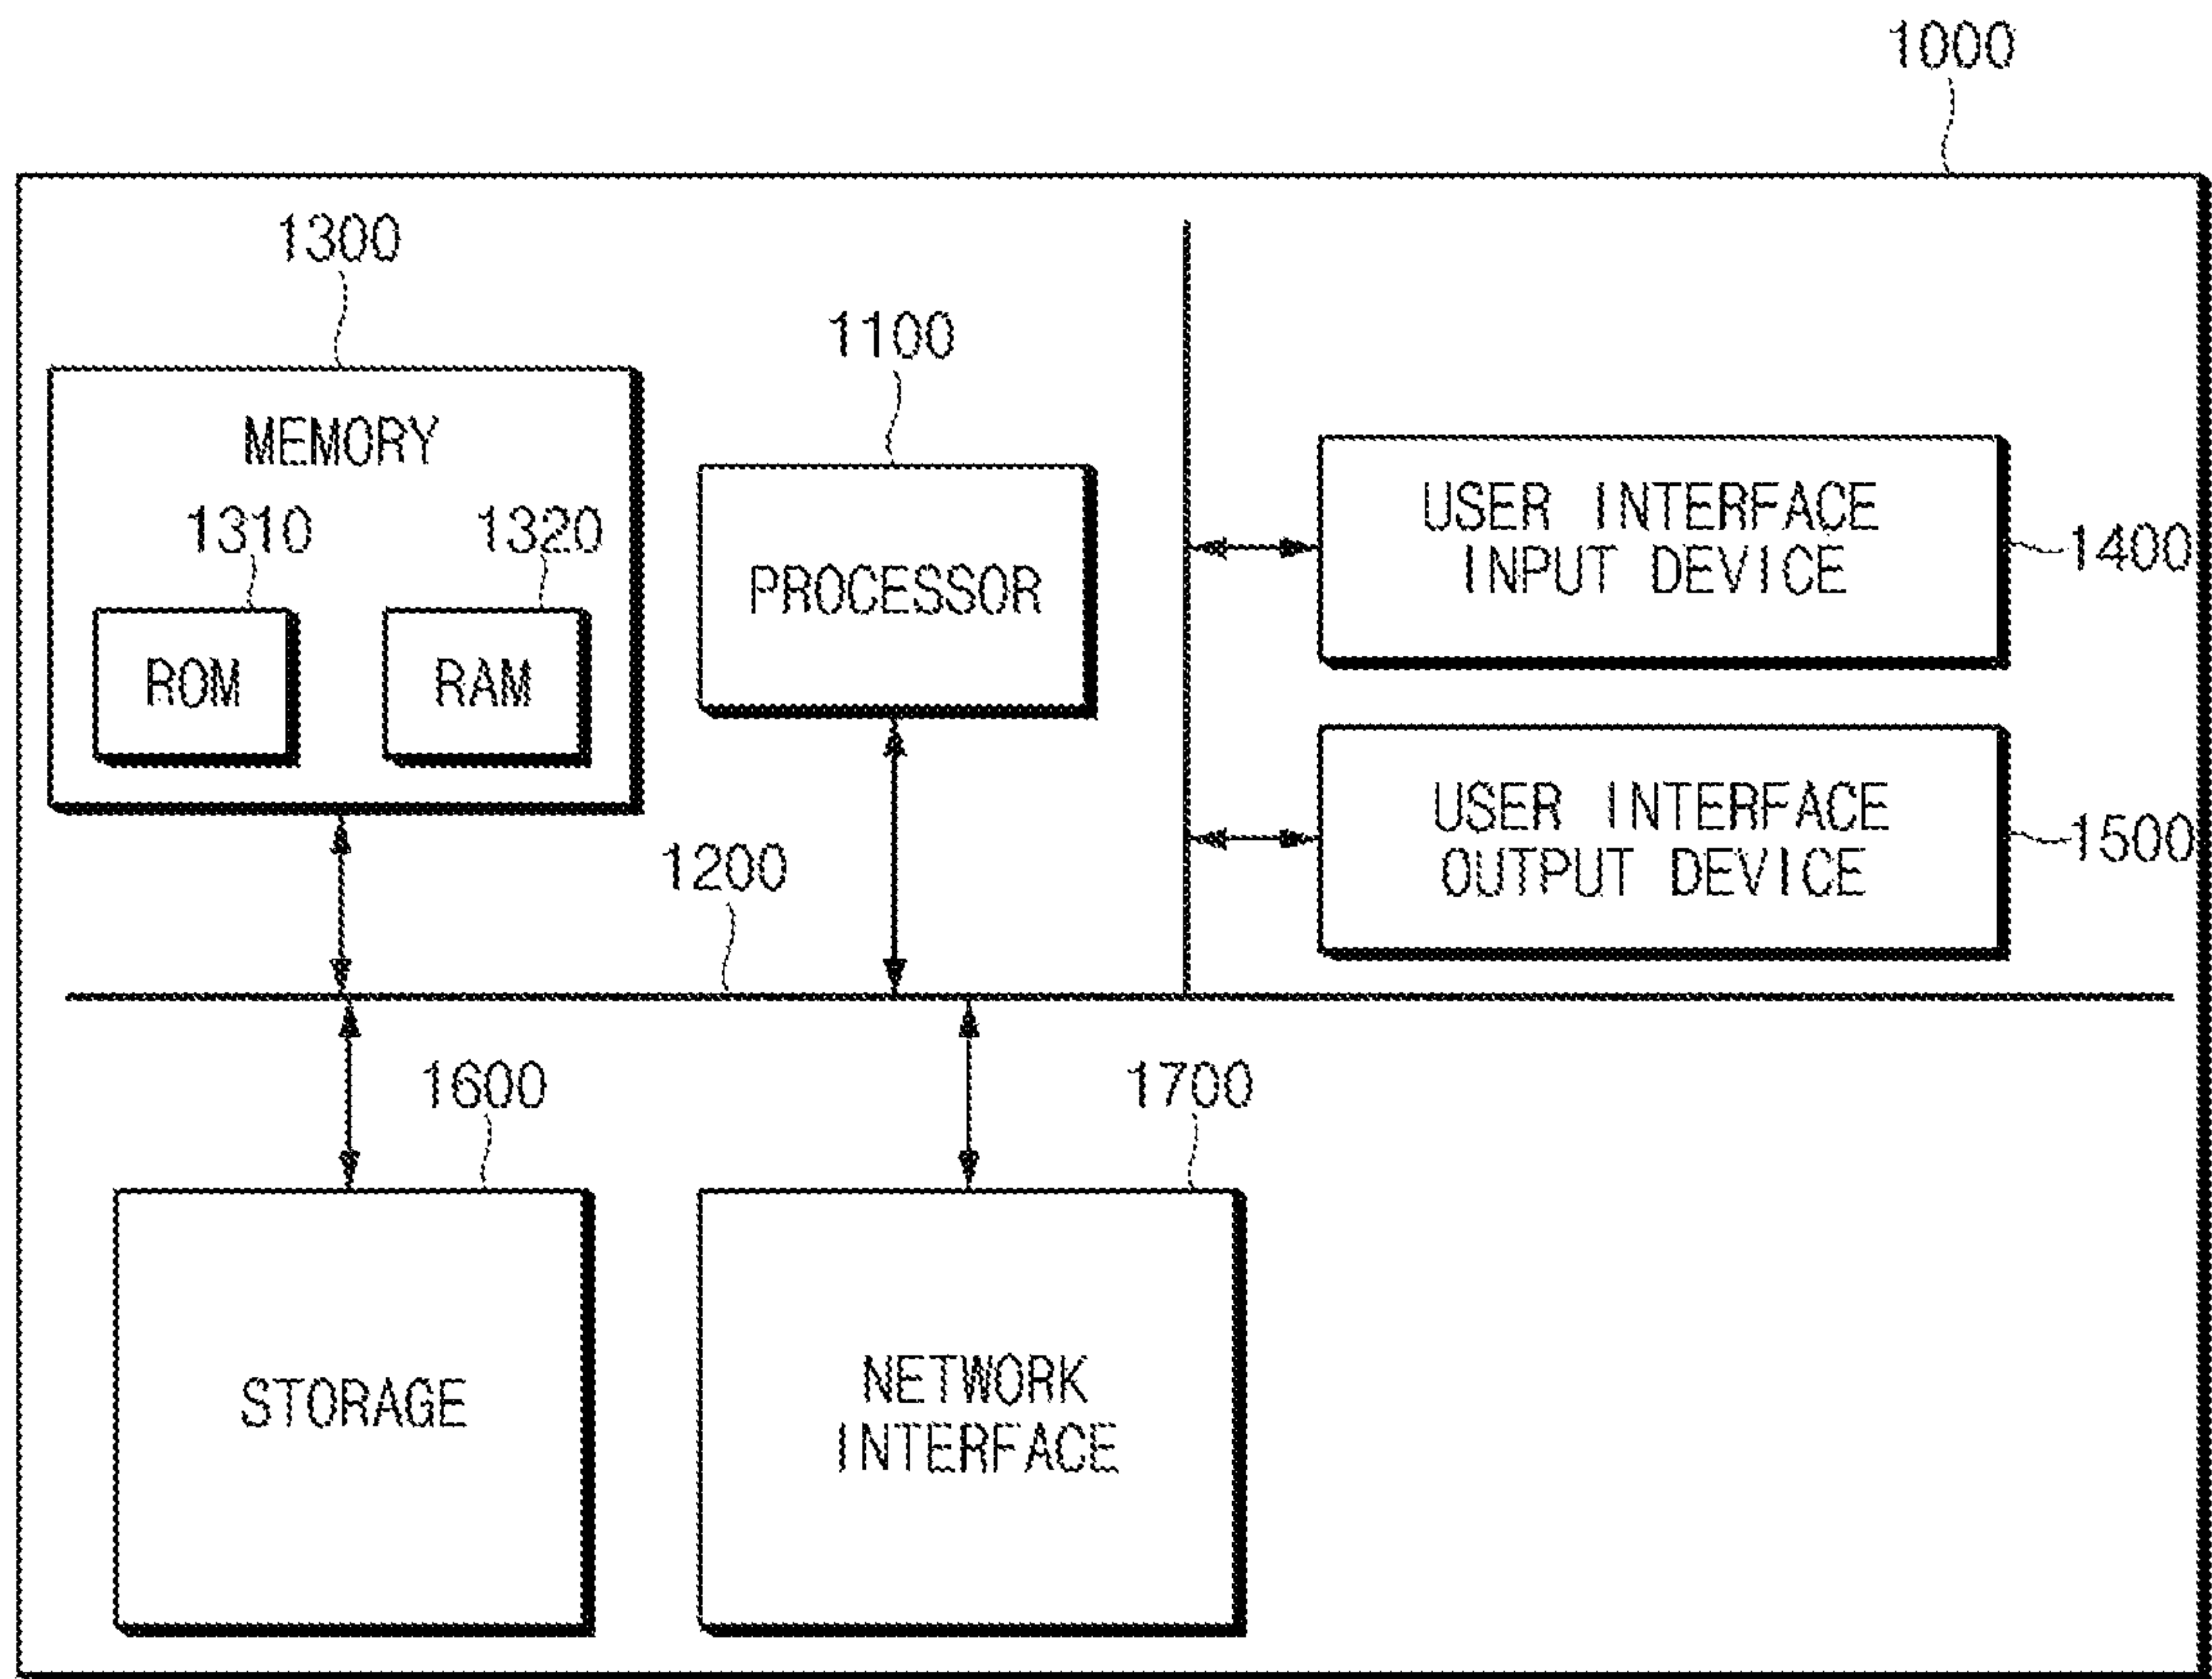 1000
1300
1100
MEMORY
1310
1320
ROM
RAM
PROCESSOR
USER INTERFACE
INPUT DEVICE
1400
USER INTERFACE
OUTPUT DEVICE
1500
1200
1600
1700
STORAGE
NETWORK
INTERFACE